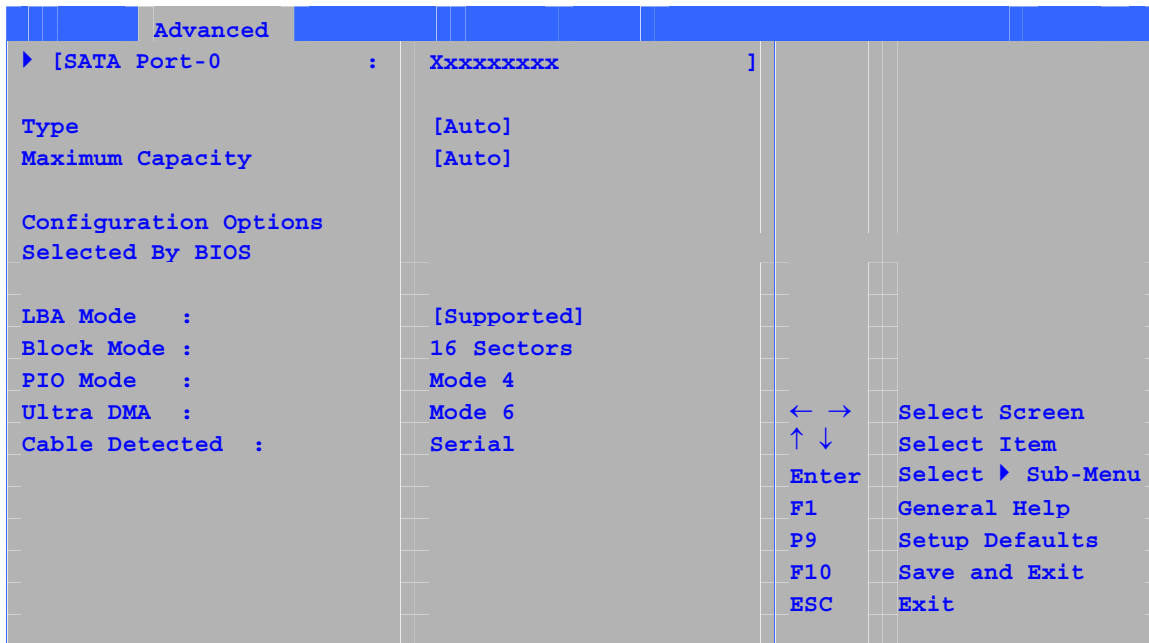 Advanced
[SATA Port-0 : Xxxxxxxxx ]
Type [Auto]
Maximum Capacity [Auto]
Configuration Options
Selected By BIOS
LBA Mode : [Supported]
Block Mode : 16 Sectors
PIO Mode : Mode 4
Ultra DMA : Mode 6
Cable Detected : Serial
← → Select Screen
↑ ↓ Select Item
Enter Select ▶ Sub-Menu
F1 General Help
P9 Setup Defaults
F10 Save and Exit
ESC Exit